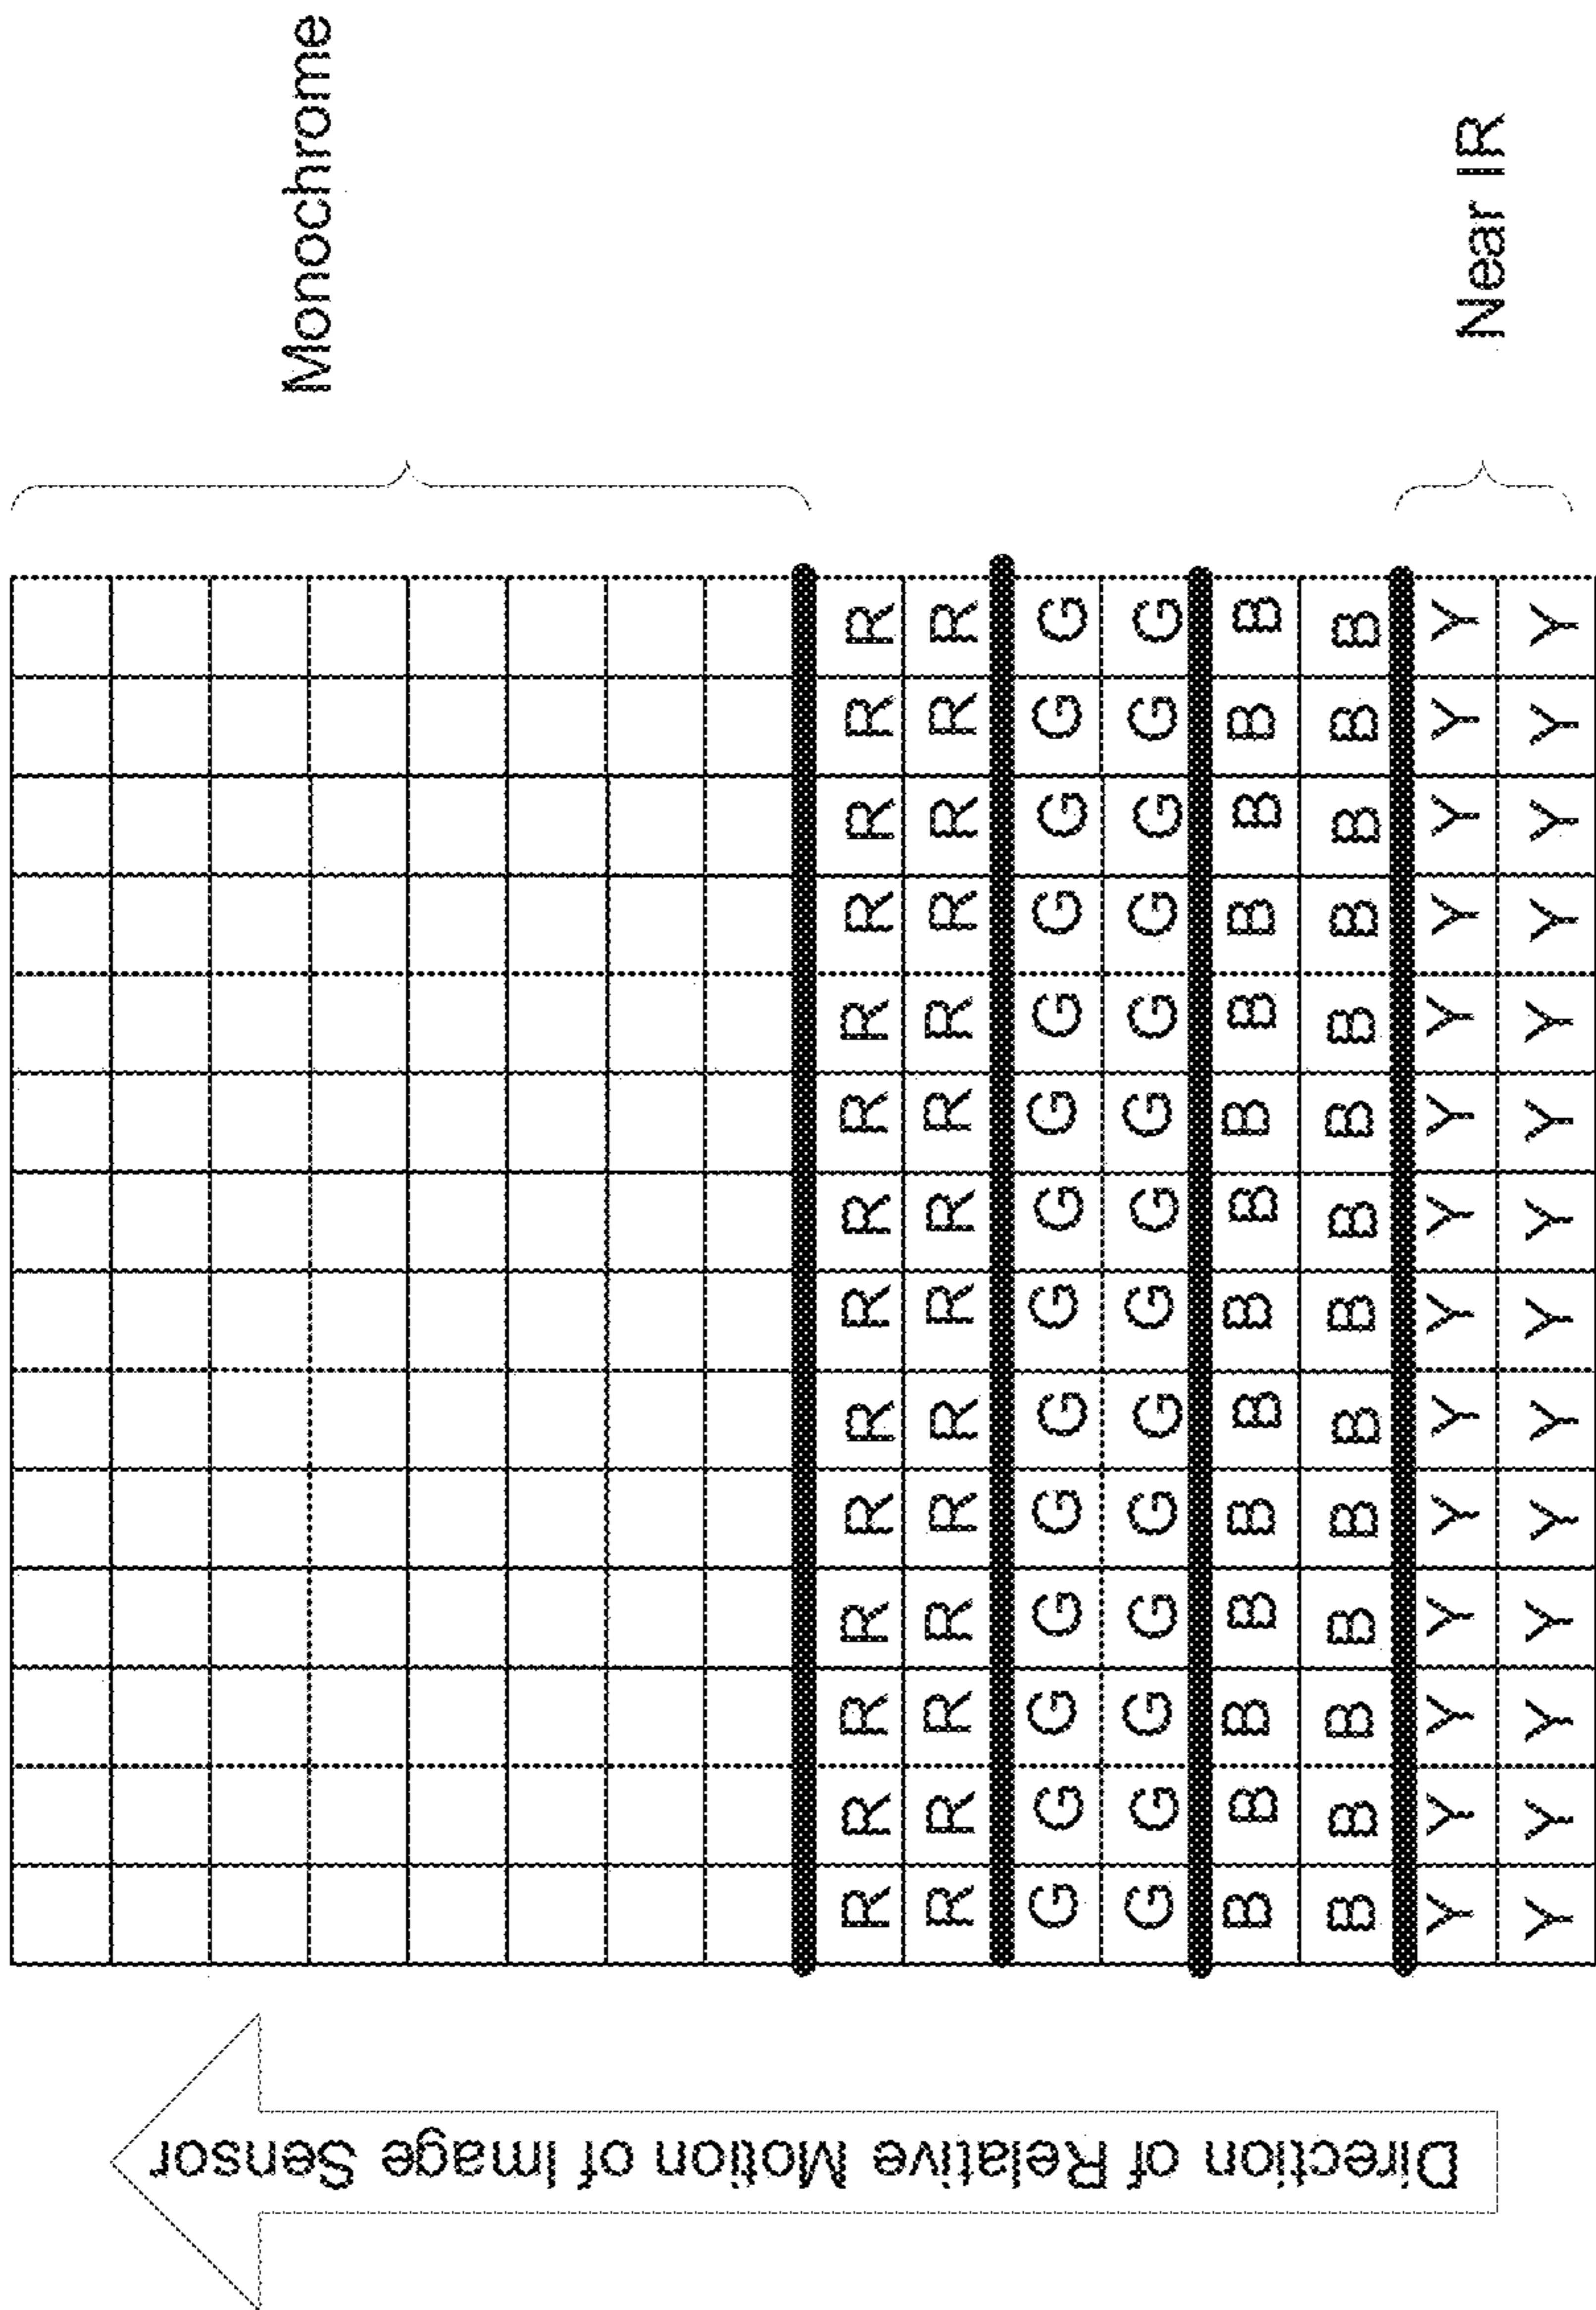 Direction of Relative Motion of Image Sensor
Monochrome
R R R R R R R R R R R R R R
R R R R R R R R R R R R R R
G G G G G G G G G G G G G G
G G G G G G G G G G G G G G
B B B B B B B B B B B B B B
B B B B B B B B B B B B B B
Y Y Y Y Y Y Y Y Y Y Y Y Y Y
Y Y Y Y Y Y Y Y Y Y Y Y Y Y
Near IR